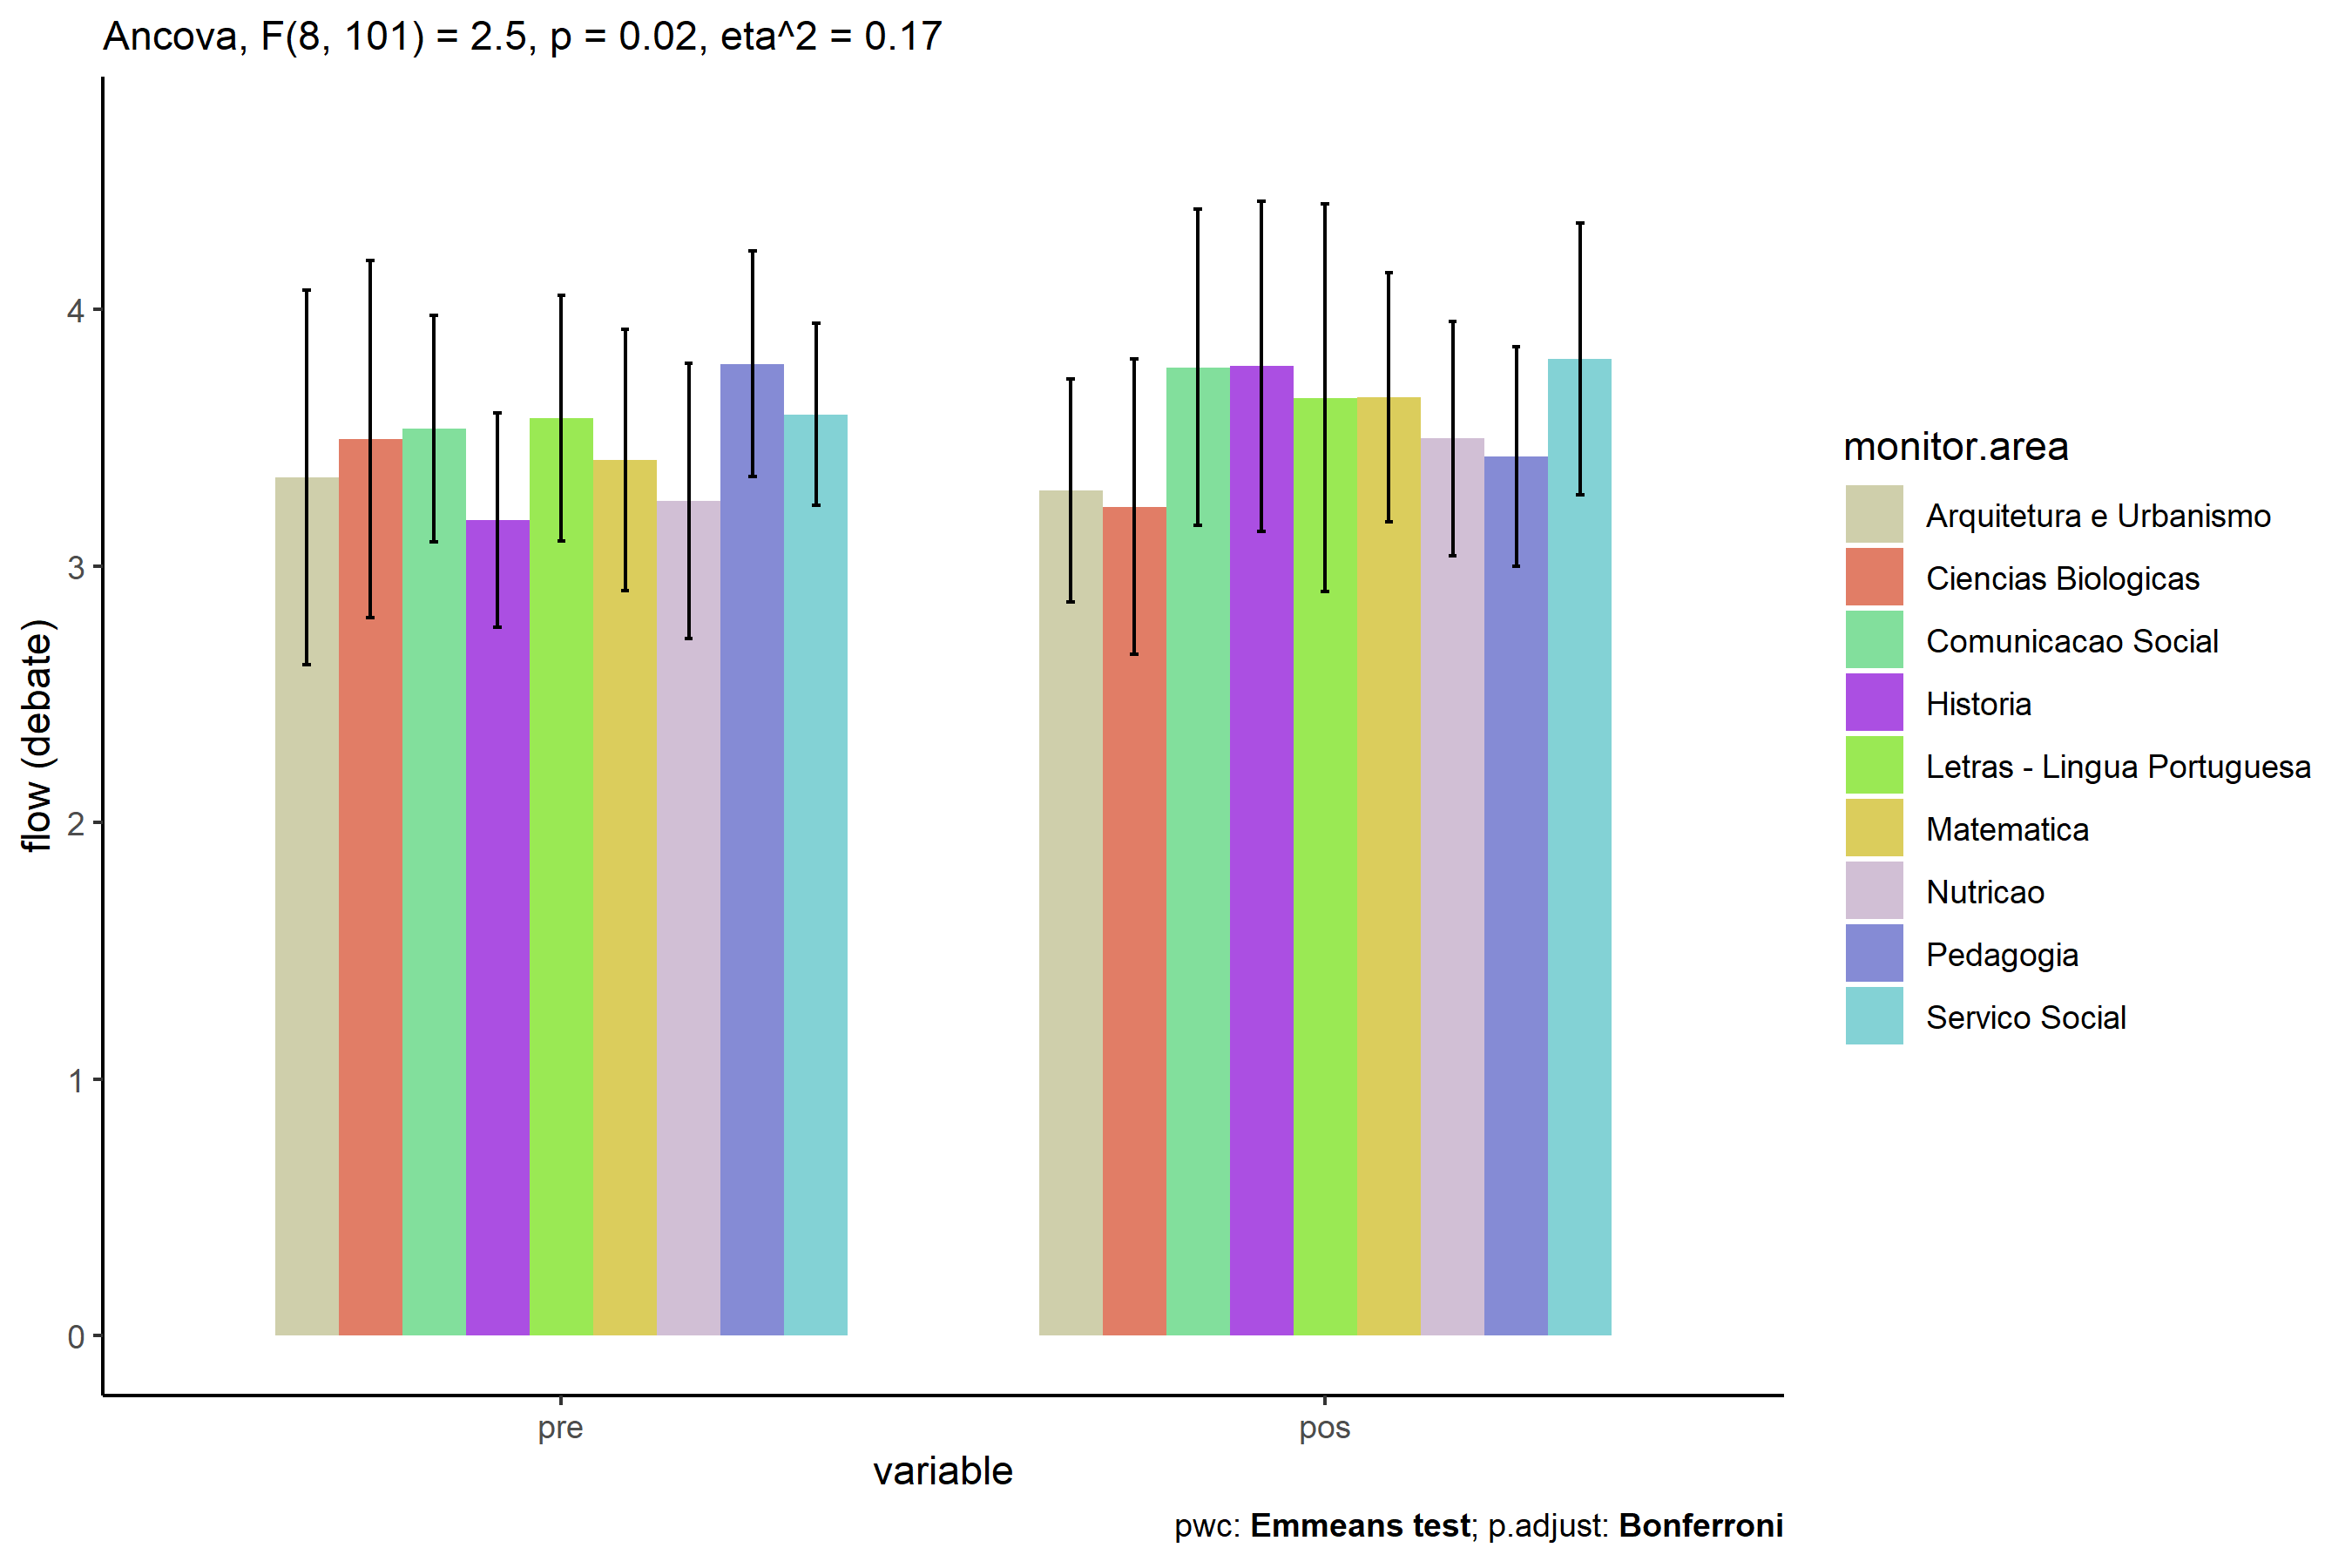 Ancova, F(8, 101) = 2.5, p = 0.02, eta^2 = 0.17
flow (debate)
4
3
2
1
0
pre
pos
variable
monitor.area
Arquitetura e Urbanismo
Ciencias Biologicas
Comunicacao Social
Historia
Letras - Lingua Portuguesa
Matematica
Nutricao
Pedagogia
Servico Social
pwc: Emmeans test; p.adjust: Bonferroni